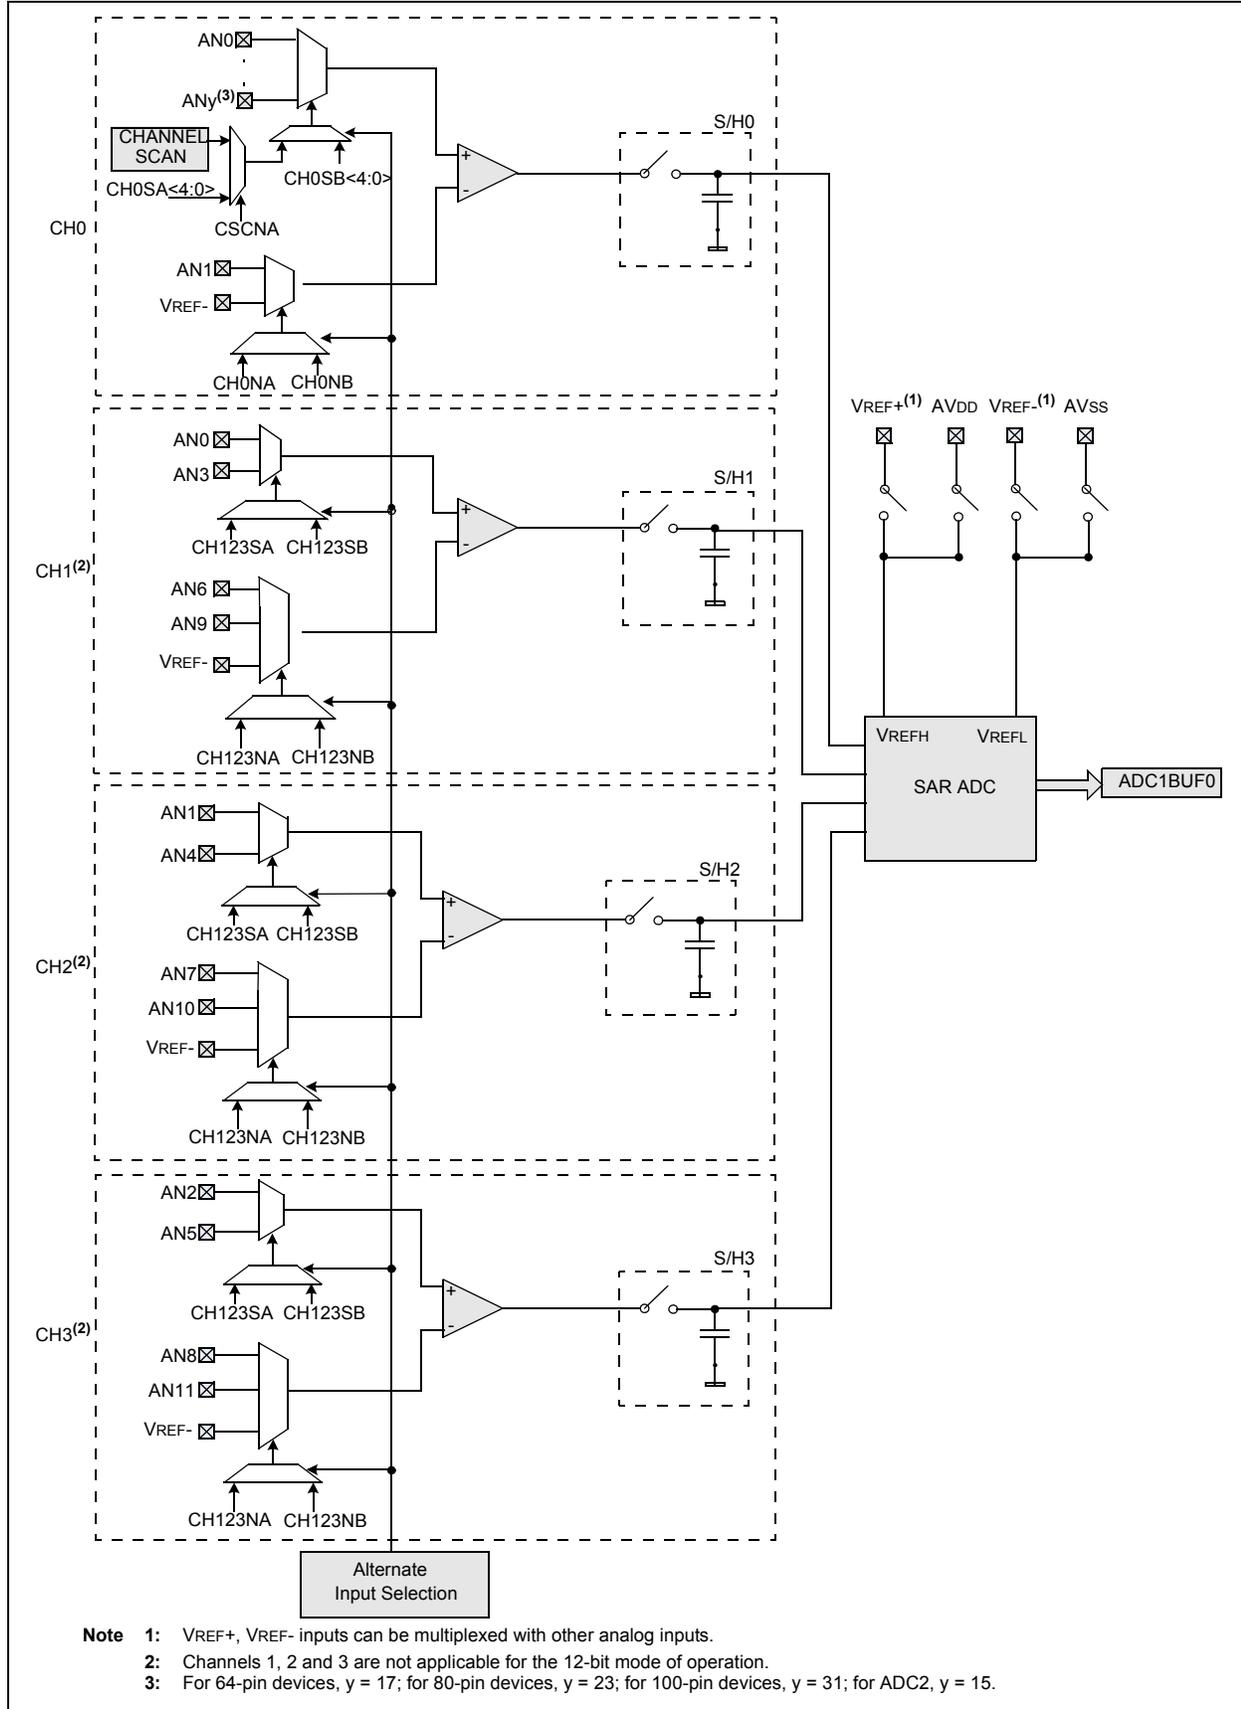 AN0
ANy(3)
CHANNEL
SCAN
CH0SA<4:0>
CH0SB<4:0>
CSCNA
CH0
AN1
VREF-
CH0NA CH0NB
+
-
S/H0
VREF+(1) AVDD VREF-(1) AVSS
AN0
AN3
CH123SA CH123SB
CH1(2)
AN6
AN9
VREF-
CH123NA CH123NB
+
-
S/H1
VREFH VREFL
SAR ADC
ADC1BUF0
AN1
AN4
CH123SA CH123SB
CH2(2)
AN7
AN10
VREF-
CH123NA CH123NB
+
-
S/H2
AN2
AN5
CH123SA CH123SB
CH3(2)
AN8
AN11
VREF-
CH123NA CH123NB
+
-
S/H3
Alternate
Input Selection
Note 1: VREF+, VREF- inputs can be multiplexed with other analog inputs.
2: Channels 1, 2 and 3 are not applicable for the 12-bit mode of operation.
3: For 64-pin devices, y = 17; for 80-pin devices, y = 23; for 100-pin devices, y = 31; for ADC2, y = 15.